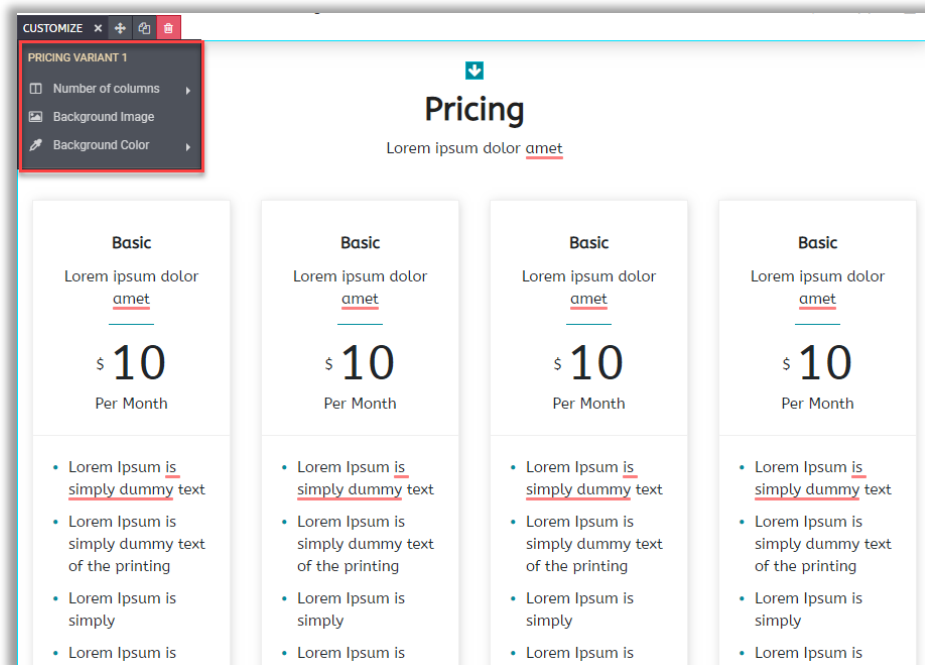 CUSTOMIZE
PRICING VARIANT 1
Number of columns
Background Image
Background Color
Pricing
Lorem ipsum dolor amet
Basic
Lorem ipsum dolor
amet
$ 10
Per Month
• Lorem Ipsum is
simply dummy text
• Lorem Ipsum is
simply dummy text
of the printing
• Lorem Ipsum is
simply
• Lorem Ipsum is
Basic
Lorem ipsum dolor
amet
$ 10
Per Month
• Lorem Ipsum is
simply dummy text
• Lorem Ipsum is
simply dummy text
of the printing
• Lorem Ipsum is
simply
• Lorem Ipsum is
Basic
Lorem ipsum dolor
amet
$ 10
Per Month
• Lorem Ipsum is
simply dummy text
• Lorem Ipsum is
simply dummy text
of the printing
• Lorem Ipsum is
simply
• Lorem Ipsum is
Basic
Lorem ipsum dolor
amet
$ 10
Per Month
• Lorem Ipsum is
simply dummy text
• Lorem Ipsum is
simply dummy text
of the printing
• Lorem Ipsum is
simply
• Lorem Ipsum is